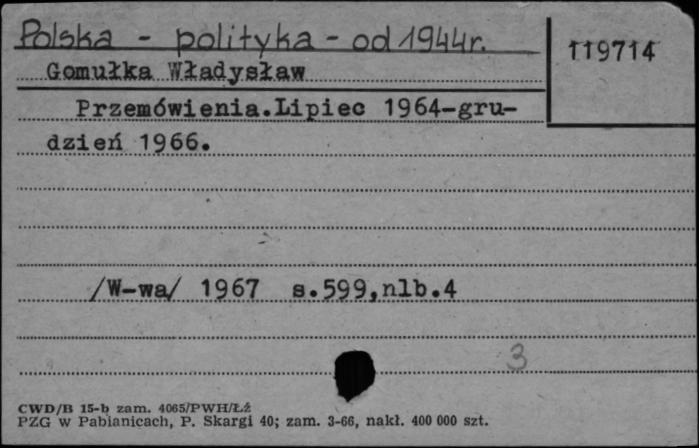 Polska - polityka - od 1944r.
119714
Gomułka Władysław
Przemówienia.Lipiec 1964-gru-
dzień 1966.
/W-wa/ 1967 s.599,nlb.4
3
CWD/B 15-b zam. 4065/PWH/Łź
PZG w Pabianicach, P. Skargi 40; zam. 3-66, nakł. 400 000 szt.